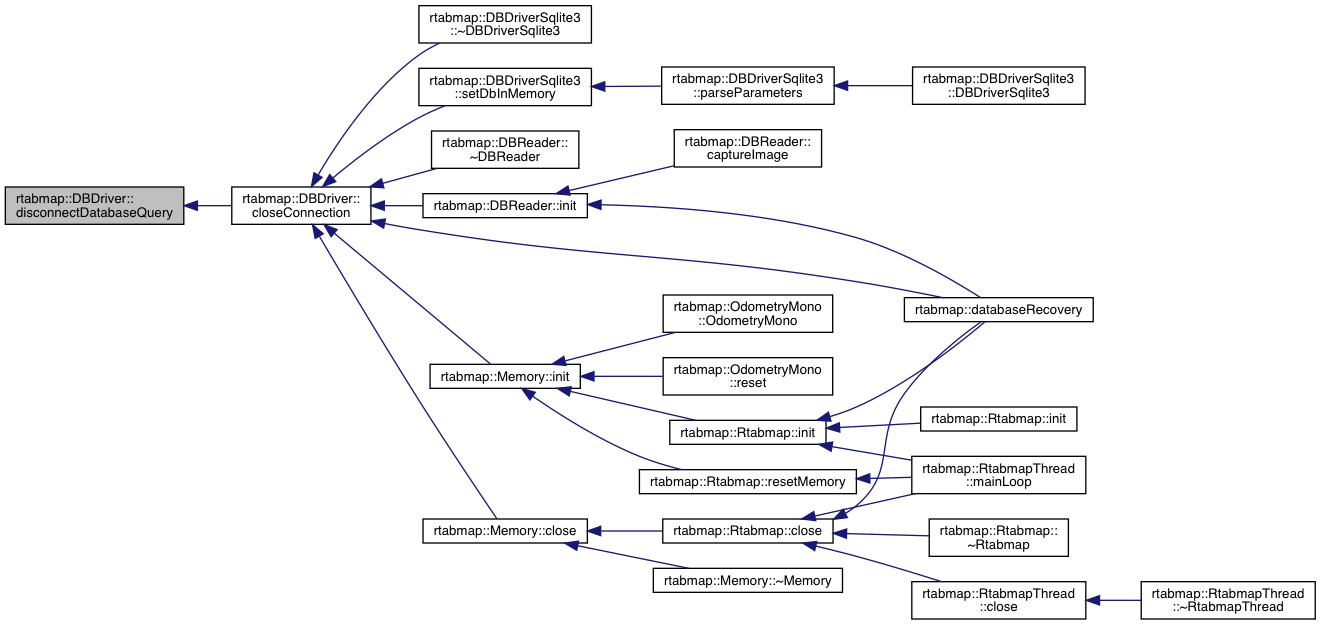 rtabmap::DBDriverSqlite3
::~DBDriverSqlite3
rtabmap::DBDriverSqlite3
::setDbInMemory
rtabmap::DBDriverSqlite3
::parseParameters
rtabmap::DBDriverSqlite3
::DBDriverSqlite3
rtabmap::DBReader::
~DBReader
rtabmap::DBReader::
captureImage
rtabmap::DBDriver::
disconnectDatabaseQuery
rtabmap::DBDriver::
closeConnection
rtabmap::DBReader::init
rtabmap::databaseRecovery
rtabmap::OdometryMono
::OdometryMono
rtabmap::Memory::init
rtabmap::OdometryMono
::reset
rtabmap::Rtabmap::init
rtabmap::Rtabmap::init
rtabmap::Rtabmap::resetMemory
rtabmap::RtabmapThread
::mainLoop
rtabmap::Memory::close
rtabmap::Rtabmap::close
rtabmap::Rtabmap::
~Rtabmap
rtabmap::Memory::~Memory
rtabmap::RtabmapThread
::close
rtabmap::RtabmapThread
::~RtabmapThread